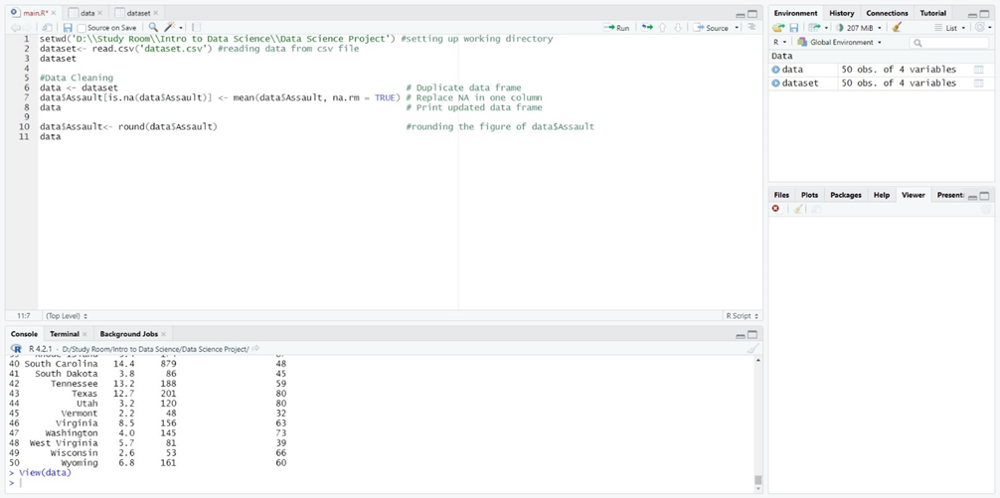 main.R* data dataset
Source on Save Run Source
1 setwd('D:\\Study Room\\Intro to Data Science\\Data Science Project') #setting up working directory
2 dataset<- read.csv('dataset.csv') #reading data from csv file
3 dataset
4
5 #Data Cleaning
6 data <- dataset # Duplicate data frame
7 data$Assault[is.na(data$Assault)] <- mean(data$Assault, na.rm = TRUE) # Replace NA in one column
8 data # Print updated data frame
9
10 data$Assault<- round(data$Assault) #rounding the figure of data$Assault
11 data
11:7 (Top Level) R Script
Console Terminal Background Jobs
R 4.2.1 · D:/Study Room/Intro to Data Science/Data Science Project/
40 South Carolina 14.4 879 48
41 South Dakota 3.8 86 45
42 Tennessee 13.2 188 59
43 Texas 12.7 201 80
44 Utah 3.2 120 80
45 Vermont 2.2 48 32
46 Virginia 8.5 156 63
47 Washington 4.0 145 73
48 West Virginia 5.7 81 39
49 Wisconsin 2.6 53 66
50 Wyoming 6.8 161 60
> View(data)
>
Environment History Connections Tutorial
207 MiB List
R Global Environment
Data
data 50 obs. of 4 variables
dataset 50 obs. of 4 variables
Files Plots Packages Help Viewer Present